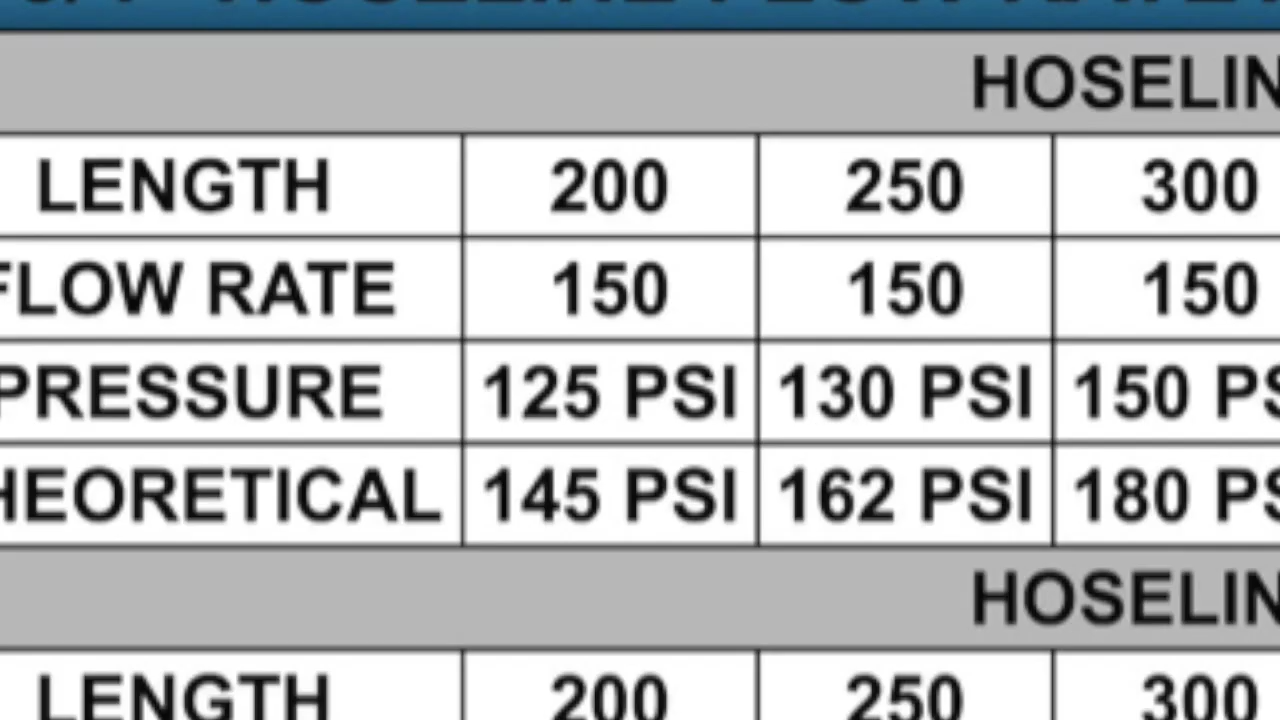 HOSELIN
LENGTH 200 250 300
FLOW RATE 150 150 150
PRESSURE 125 PSI 130 PSI 150 PS
HEORETICAL 145 PSI 162 PSI 180 PS
HOSELIN
LENGTH 200 250 300